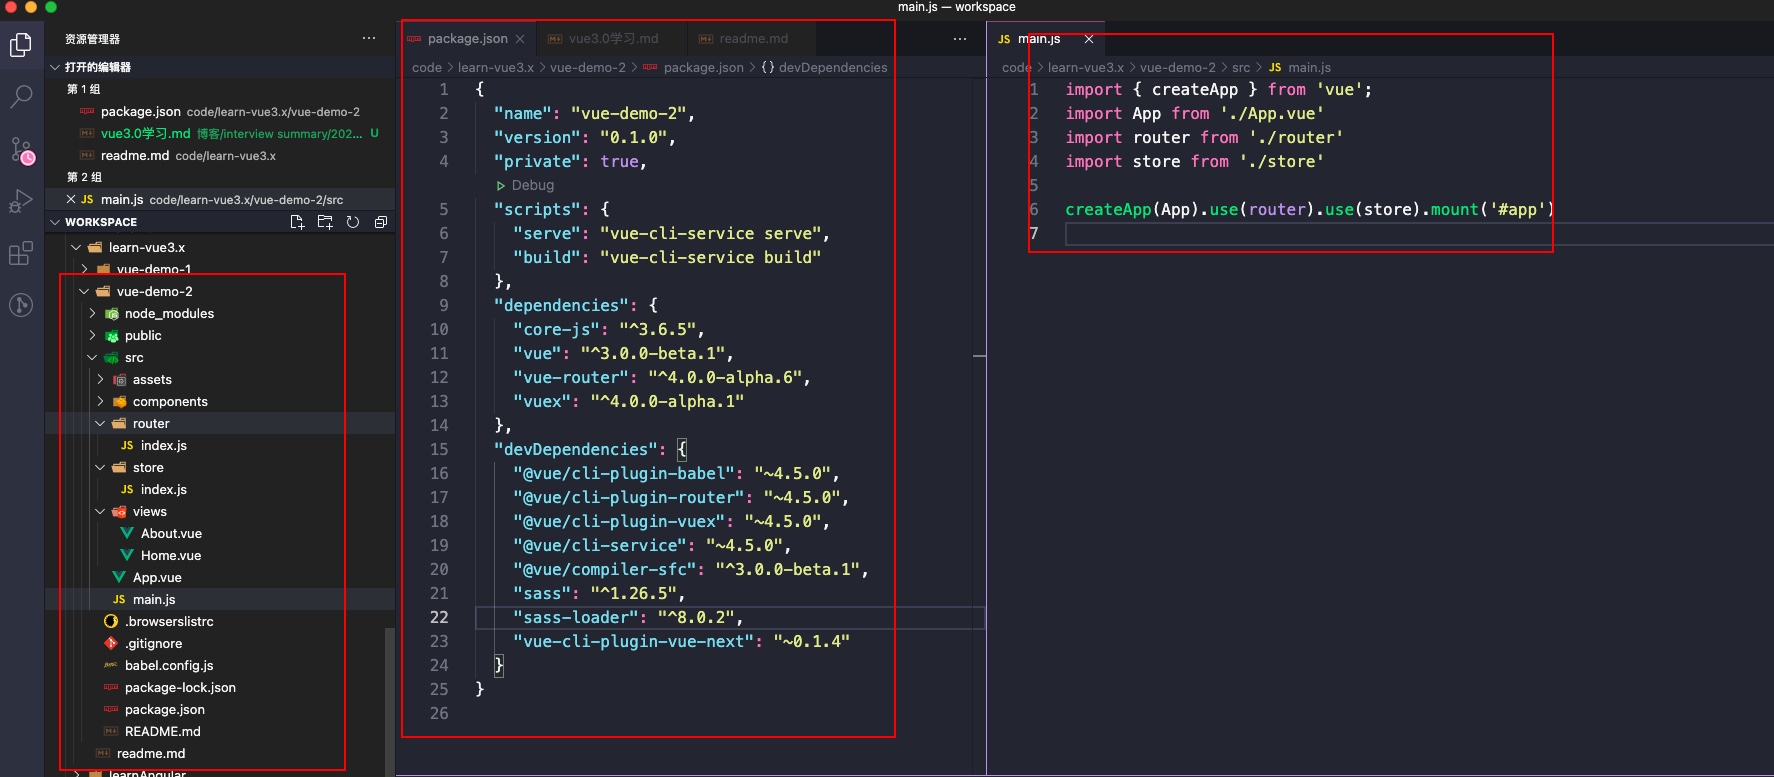 main.js — workspace
资源管理器
打开的编辑器
第 1 组
package.json code/learn-vue3.x/vue-demo-2
vue3.0学习.md 博客/interview summary/202... U
readme.md code/learn-vue3.x
第 2 组
JS main.js code/learn-vue3.x/vue-demo-2/src
WORKSPACE
learn-vue3.x
vue-demo-1
vue-demo-2
node_modules
public
src
assets
components
router
JS index.js
store
JS index.js
views
About.vue
Home.vue
App.vue
JS main.js
.browserslistrc
.gitignore
babel.config.js
package-lock.json
package.json
README.md
readme.md
learnAngular
package.json
vue3.0学习.md
readme.md
code > learn-vue3.x > vue-demo-2 > package.json > {} devDependencies
1 {
2 "name": "vue-demo-2",
3 "version": "0.1.0",
4 "private": true,
Debug
5 "scripts": {
6 "serve": "vue-cli-service serve",
7 "build": "vue-cli-service build"
8 },
9 "dependencies": {
10 "core-js": "^3.6.5",
11 "vue": "^3.0.0-beta.1",
12 "vue-router": "^4.0.0-alpha.6",
13 "vuex": "^4.0.0-alpha.1"
14 },
15 "devDependencies": {
16 "@vue/cli-plugin-babel": "~4.5.0",
17 "@vue/cli-plugin-router": "~4.5.0",
18 "@vue/cli-plugin-vuex": "~4.5.0",
19 "@vue/cli-service": "~4.5.0",
20 "@vue/compiler-sfc": "^3.0.0-beta.1",
21 "sass": "^1.26.5",
22 "sass-loader": "^8.0.2",
23 "vue-cli-plugin-vue-next": "~0.1.4"
24 }
25 }
26
JS main.js
code > learn-vue3.x > vue-demo-2 > src > JS main.js
1 import { createApp } from 'vue';
2 import App from './App.vue'
3 import router from './router'
4 import store from './store'
5
6 createApp(App).use(router).use(store).mount('#app')
7